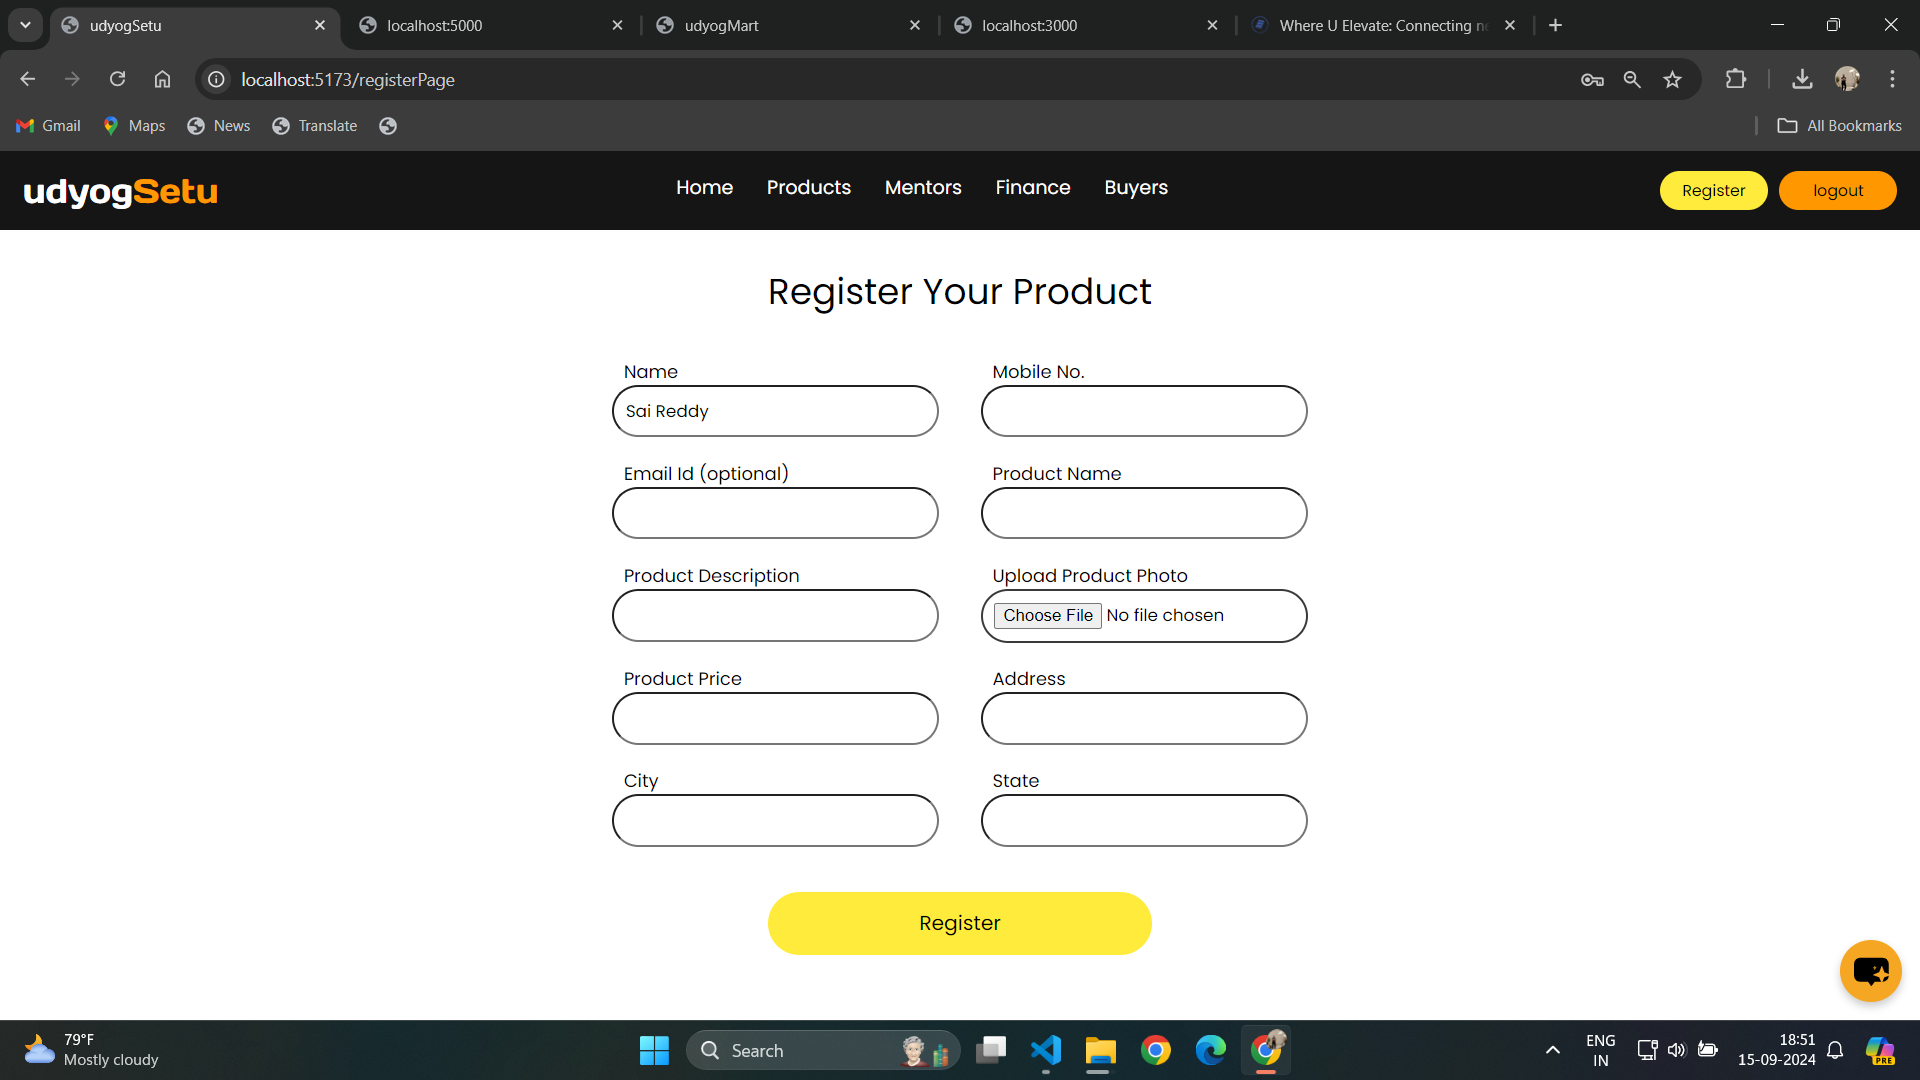 udyogSetu
localhost:5000
udyogMart
localhost:3000
Where U Elevate: Connecting ne
localhost:5173/registerPage
Gmail
Maps
News
Translate
All Bookmarks
udyogSetu
Home
Products
Mentors
Finance
Buyers
Register
logout
Register Your Product
Name
Mobile No.
Sai Reddy
Email Id (optional)
Product Name
Product Description
Upload Product Photo
Choose File No file chosen
Product Price
Address
City
State
Register
79°F
Mostly cloudy
Search
ENG
IN
18:51
15-09-2024
PRE